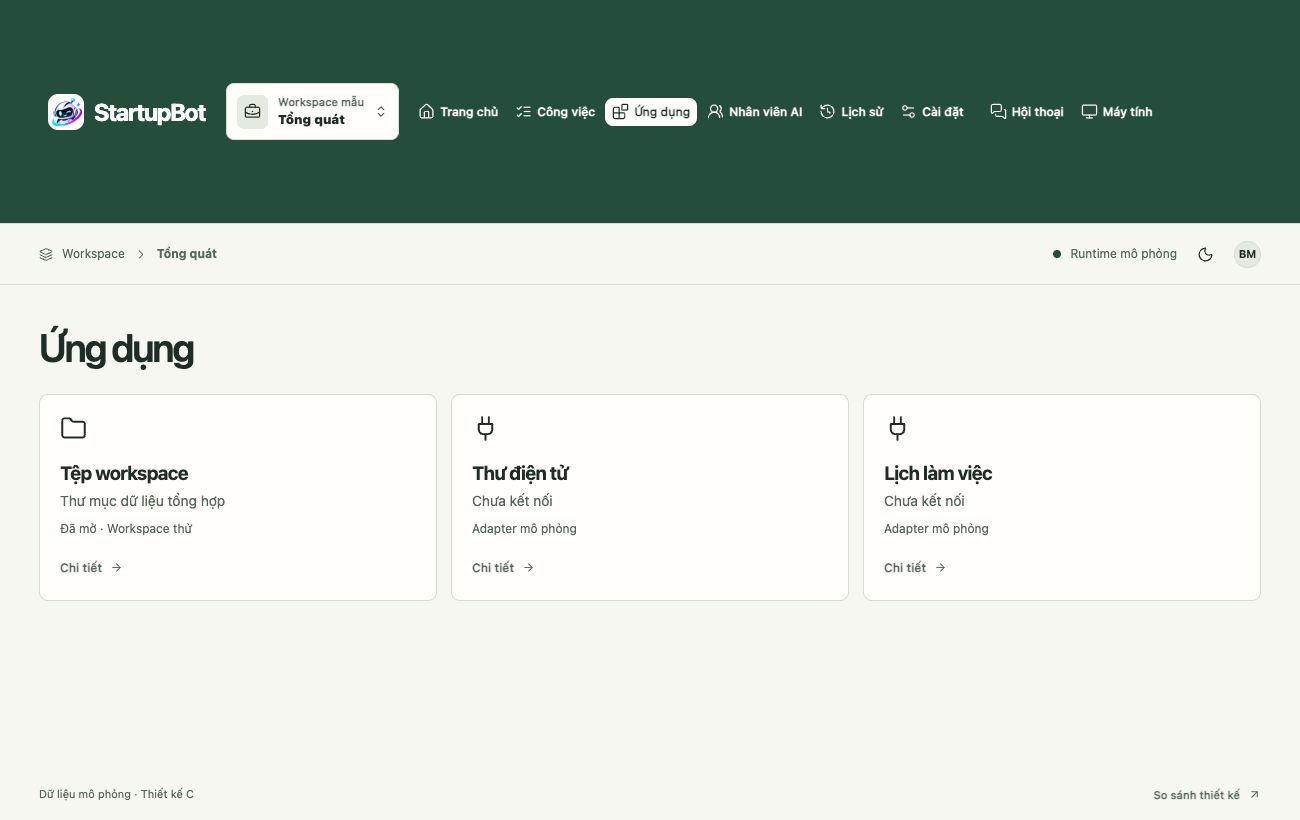 StartupBot
Workspace mẫu
Tổng quát
Trang chủ
Công việc
Ứng dụng
Nhân viên AI
Lịch sử
Cài đặt
Hội thoại
Máy tính
Workspace
Tổng quát
Runtime mô phỏng
BM
Ứng dụng
Tệp workspace
Thư mục dữ liệu tổng hợp
Đã mở · Workspace thử
Chi tiết
Thư điện tử
Chưa kết nối
Adapter mô phỏng
Chi tiết
Lịch làm việc
Chưa kết nối
Adapter mô phỏng
Chi tiết
Dữ liệu mô phỏng · Thiết kế C
So sánh thiết kế